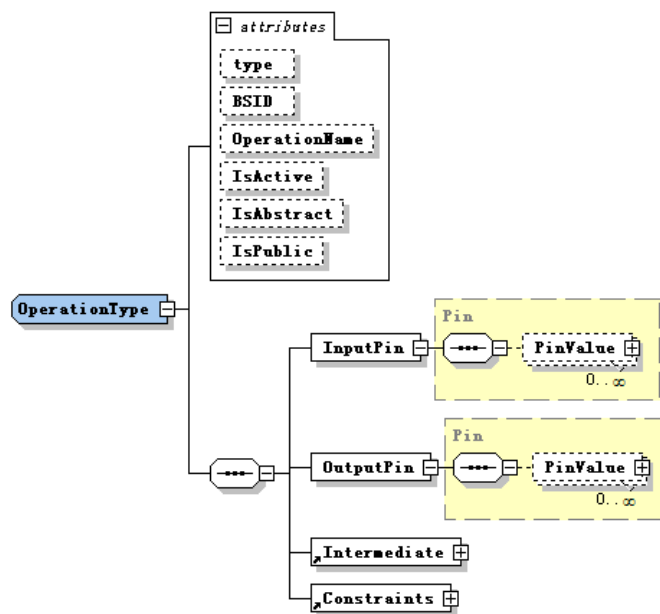 attributes
type
BSID
OperationName
IsActive
IsAbstract
IsPublic
OperationType
Pin
InputPin
PinValue
0..∞
Pin
OutputPin
PinValue
0..∞
Intermediate
Constraints